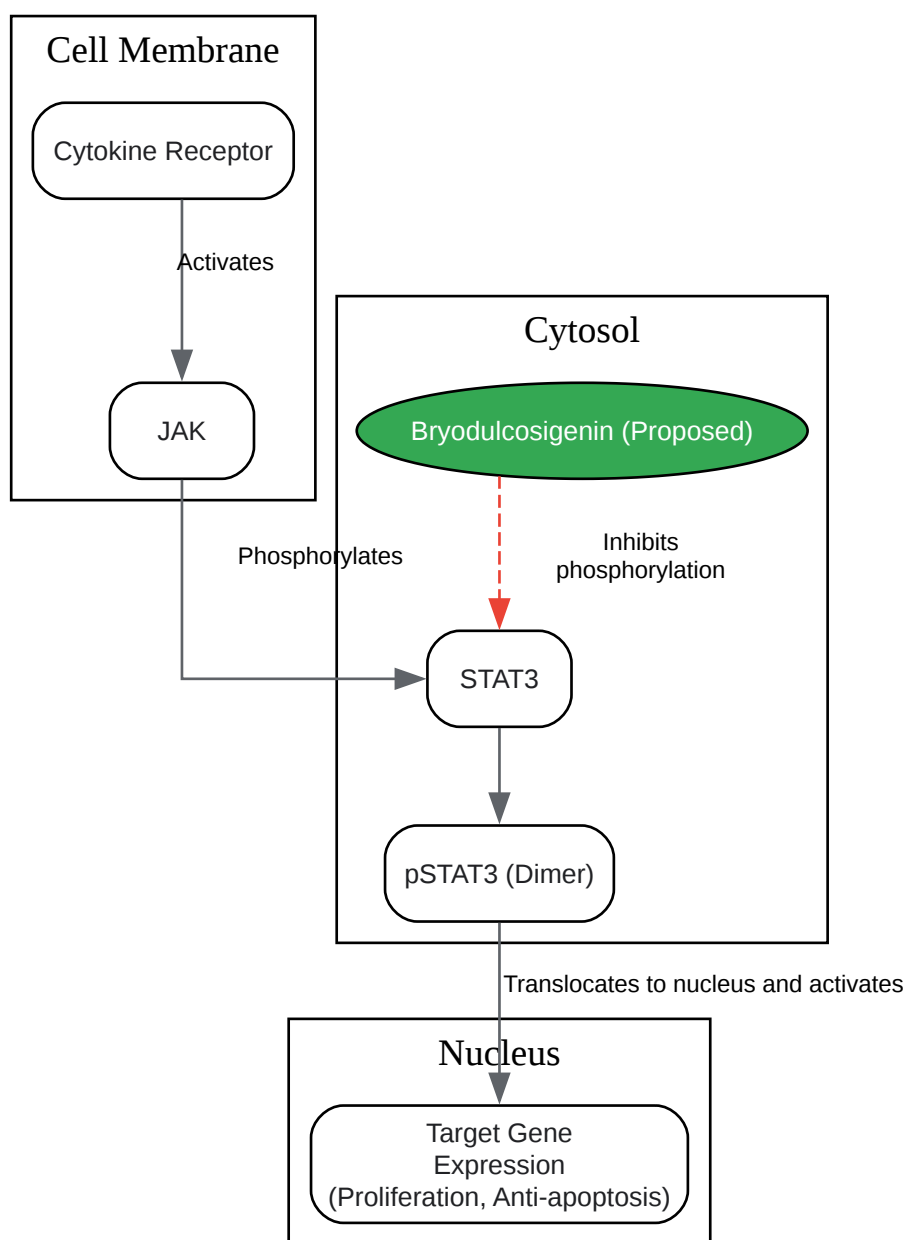 Cell Membrane
Cytokine Receptor
Activates
JAK
Cytosol
Bryodulcosigenin (Proposed)
Phosphorylates
Inhibits
phosphorylation
STAT3
pSTAT3 (Dimer)
Translocates to nucleus and activates
Nucleus
Target Gene
Expression
(Proliferation, Anti-apoptosis)